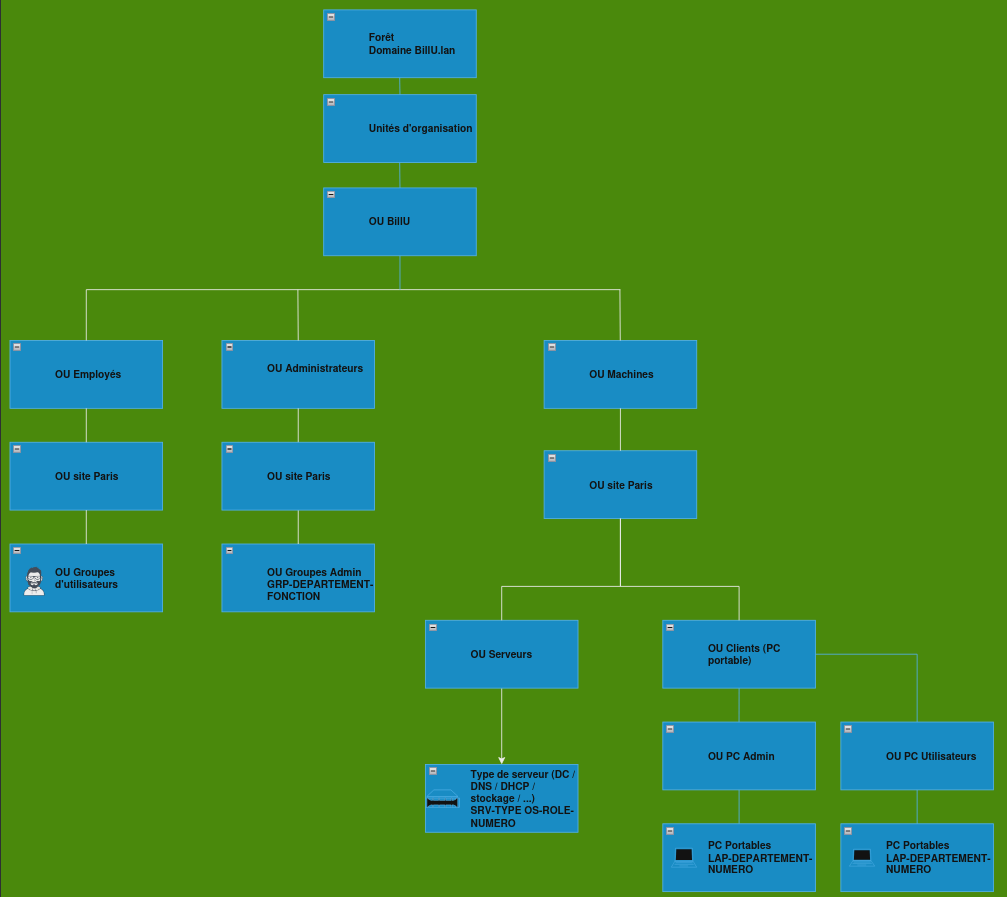 Forêt
Domaine BillU.lan
Unités d'organisation
OU BillU
OU Employés
OU Administrateurs
OU Machines
OU site Paris
OU site Paris
OU site Paris
OU Groupes
d'utilisateurs
OU Groupes Admin
GRP-DEPARTEMENT-
FONCTION
OU Serveurs
OU Clients (PC
portable)
OU PC Admin
OU PC Utilisateurs
Type de serveur (DC /
DNS / DHCP /
stockage / ...)
SRV-TYPE OS-ROLE-
NUMERO
PC Portables
LAP-DEPARTEMENT-
NUMERO
PC Portables
LAP-DEPARTEMENT-
NUMERO